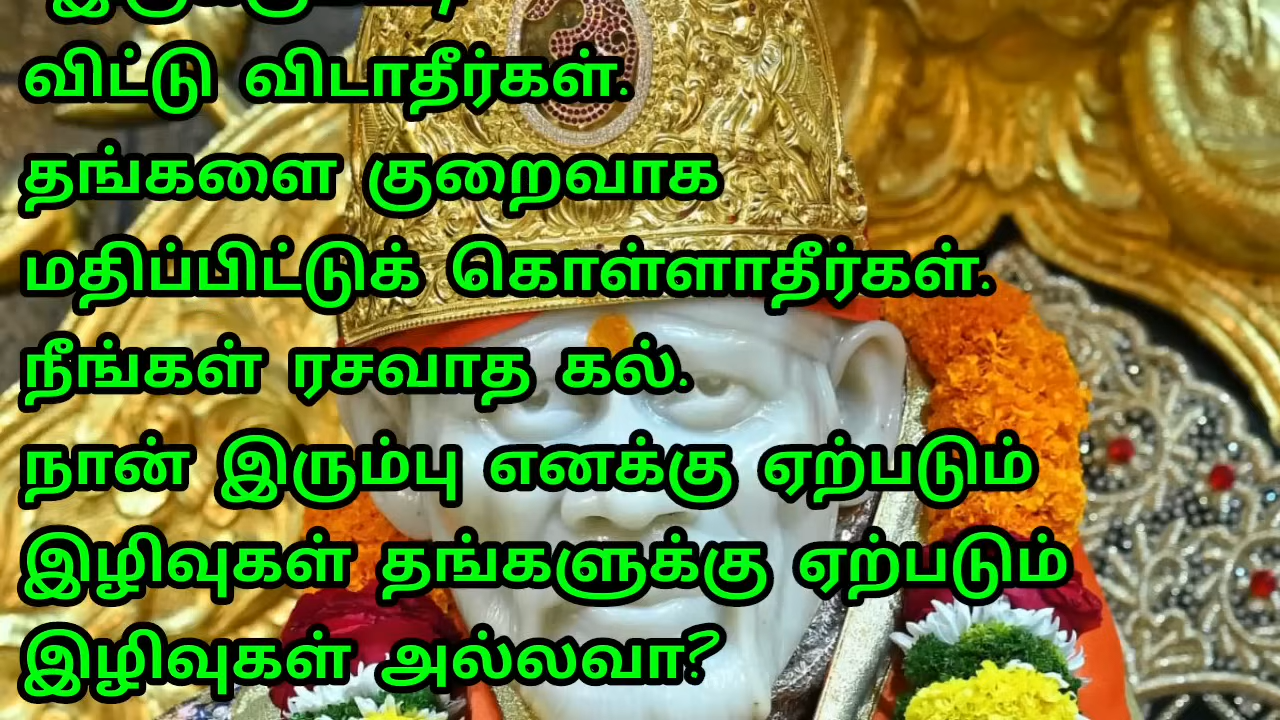 விட்டு விடாதீர்கள்.
தங்களை குறைவாக
மதிப்பிட்டுக் கொள்ளாதீர்கள்.
நீங்கள் ரசவாத கல்.
நான் இரும்பு எனக்கு ஏற்படும்
இழிவுகள் தங்களுக்கு ஏற்படும்
இழிவுகள் அல்லவா?